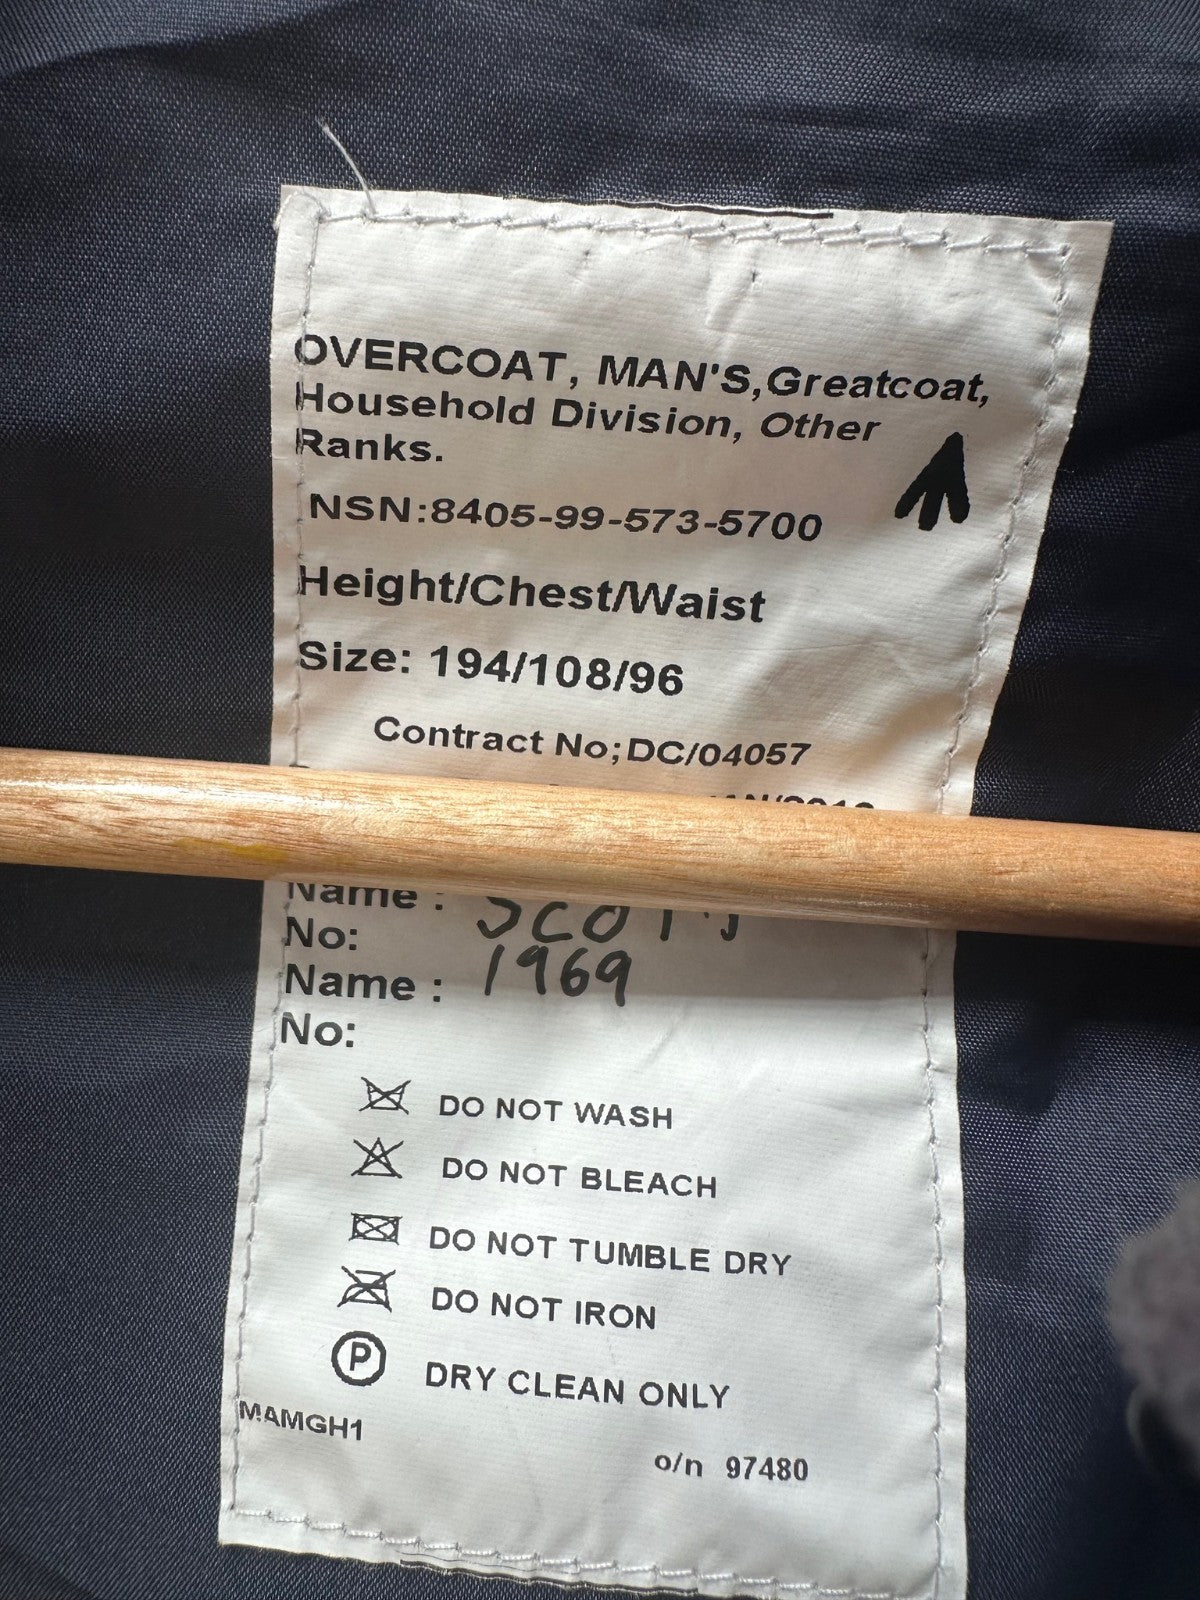 OVERCOAT, MAN'S,Greatcoat,
Household Division, Other
Ranks.
NSN:8405-99-573-5700
Height/Chest/Waist
Size: 194/108/96
Contract No;DC/04057
Name :
No:
1969
Name :
No:
DO NOT WASH
DO NOT BLEACH
DO NOT TUMBLE DRY
DO NOT IRON
P DRY CLEAN ONLY
MAMGH1
o/n 97480